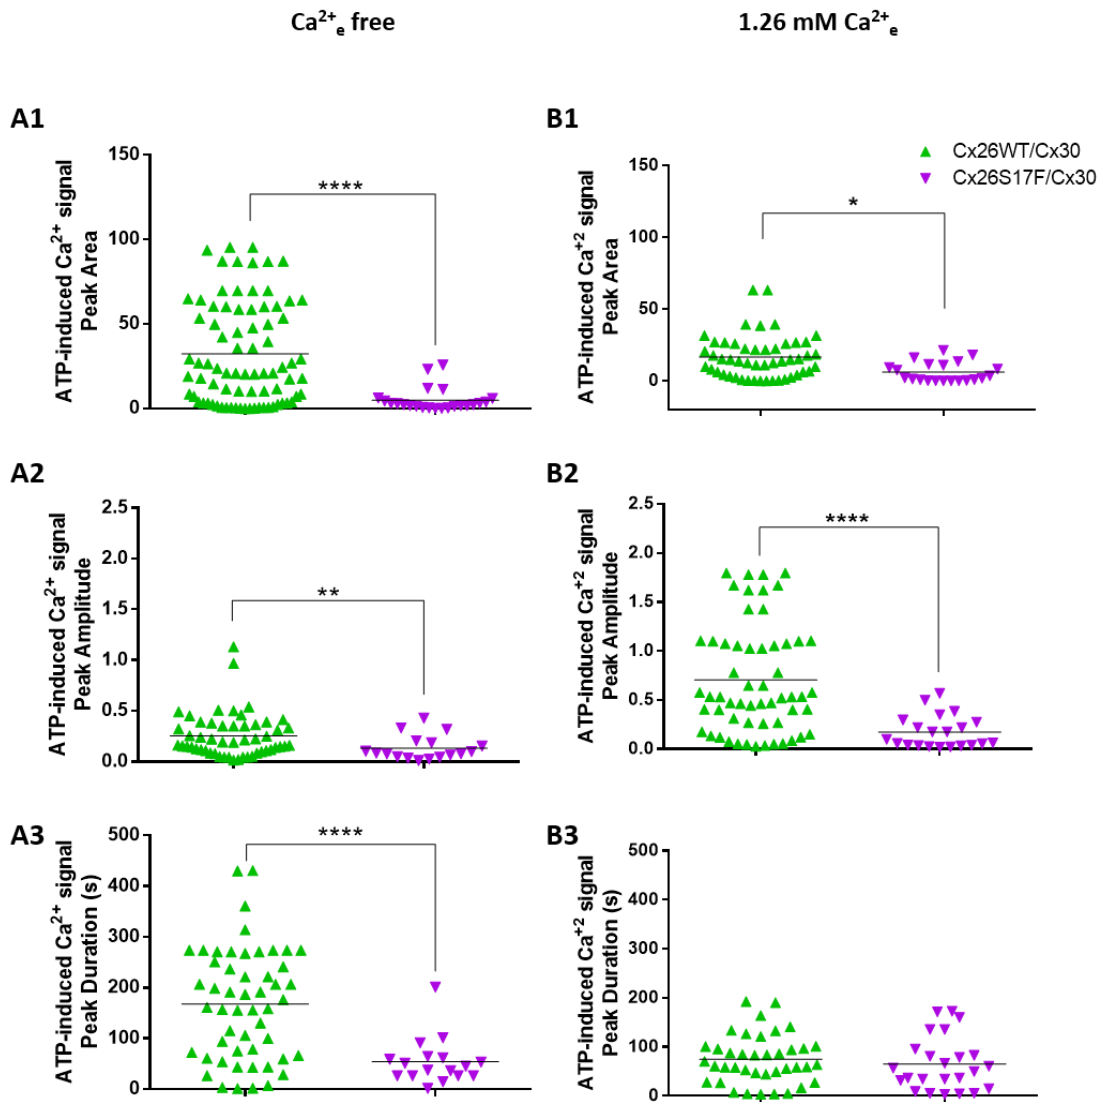 Ca²⁺ₑ free
1.26 mM Ca²⁺ₑ
A1
ATP-induced Ca²⁺ signal
Peak Area
150
100
50
0
****
B1
ATP-induced Ca⁺² signal
Peak Area
150
100
50
0
*
Cx26WT/Cx30
Cx26S17F/Cx30
A2
ATP-induced Ca²⁺ signal
Peak Amplitude
2.5
2.0
1.5
1.0
0.5
0.0
**
B2
ATP-induced Ca⁺² signal
Peak Amplitude
2.5
2.0
1.5
1.0
0.5
0.0
****
A3
ATP-induced Ca²⁺ signal
Peak Duration (s)
500
400
300
200
100
0
****
B3
ATP-induced Ca⁺² signal
Peak Duration (s)
500
400
300
200
100
0